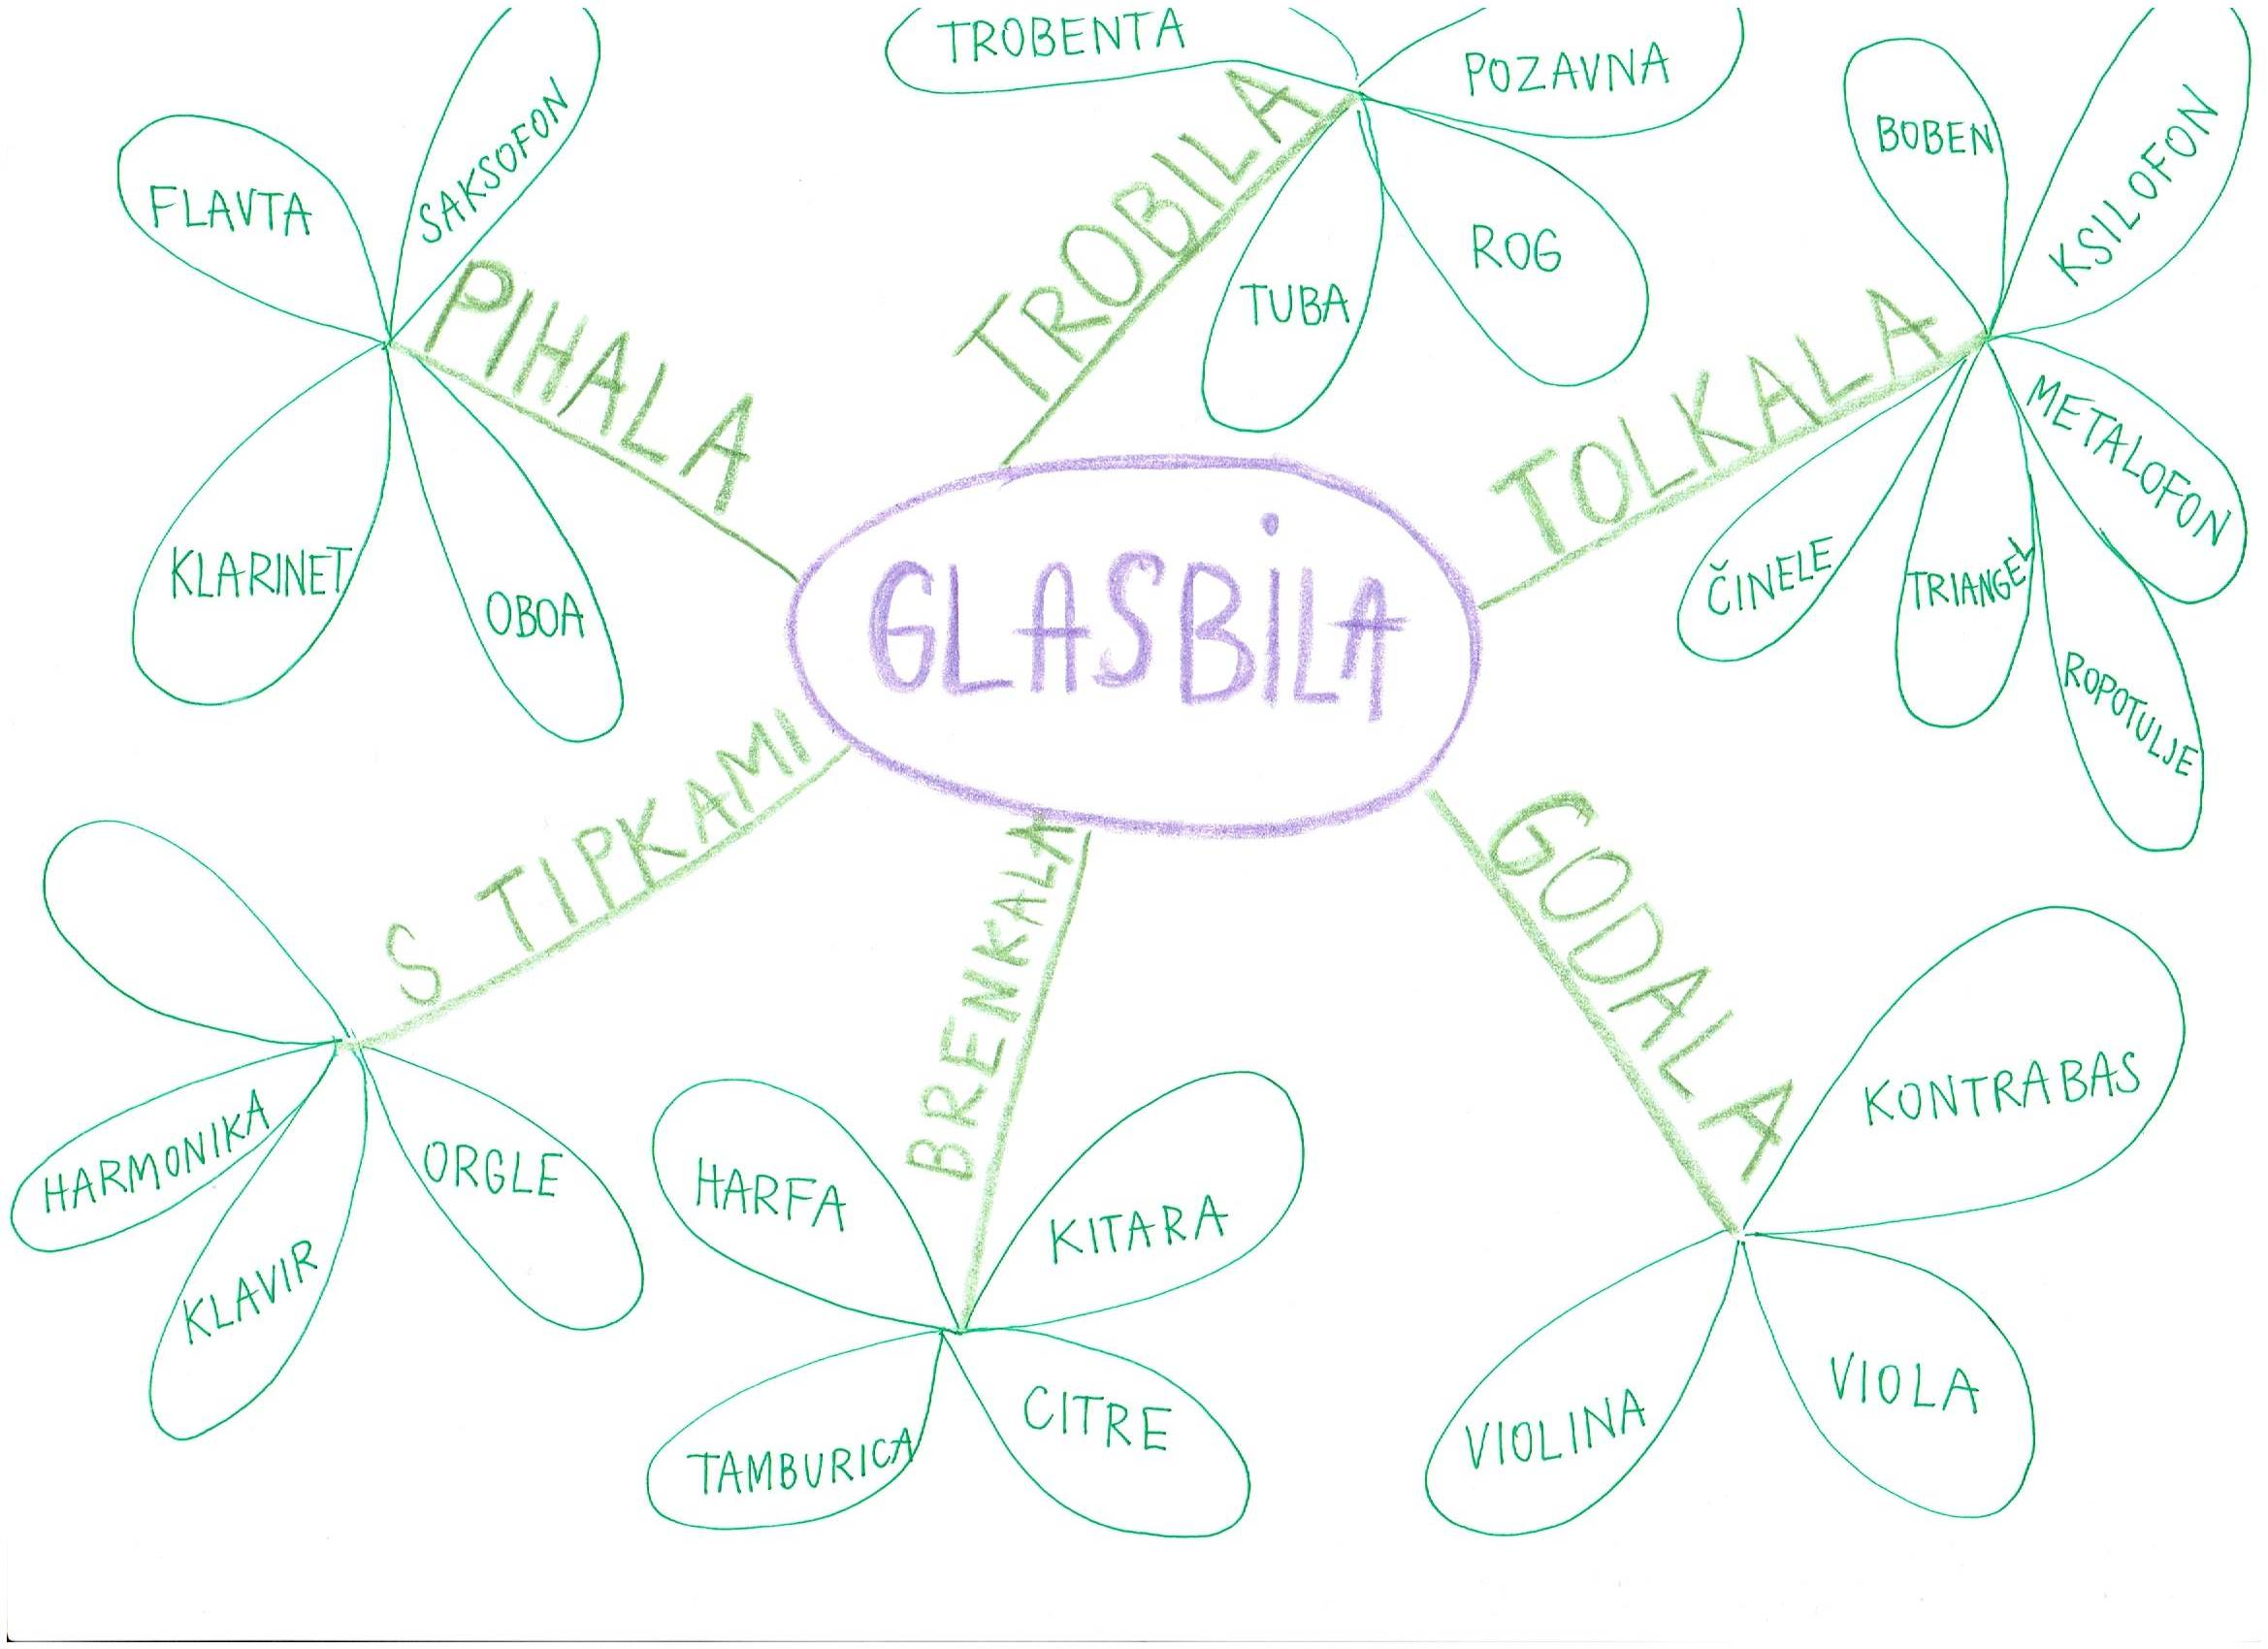 GLASBILA
PIHALA
FLAVTA
SAKSOFON
KLARINET
OBOA
TROBILA
TROBENTA
POZAVNA
TUBA
ROG
TOLKALA
BOBEN
KSILOFON
METALOFON
ČINELE
TRIANGEL
ROPOTULJE
S TIPKAMI
HARMONIKA
KLAVIR
ORGLE
BRENKALA
HARFA
KITARA
TAMBURICA
CITRE
GODALA
KONTRABAS
VIOLINA
VIOLA